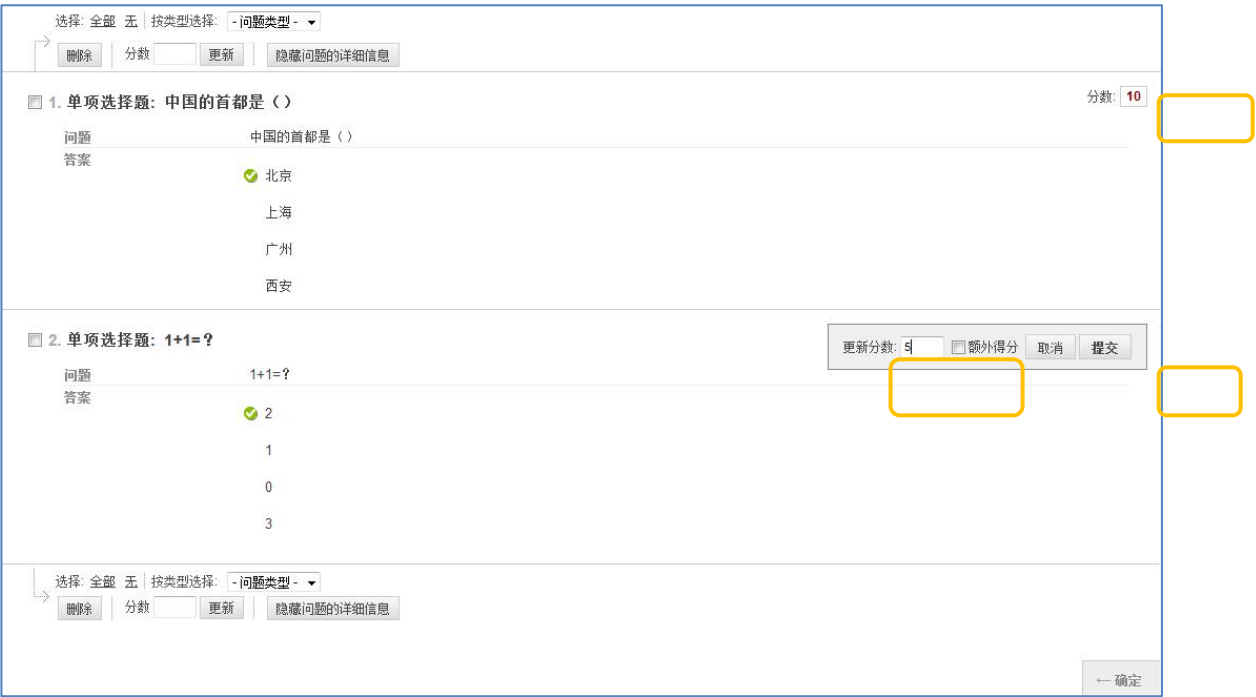 选择: 全部 无 按类型选择: - 问题类型 -
删除 分数 更新 隐藏问题的详细信息
1. 单项选择题: 中国的首都是（ ） 分数: 10
问题 中国的首都是（ ）
答案
北京
上海
广州
西安
2. 单项选择题: 1+1=？ 更新分数: 5 额外得分 取消 提交
问题 1+1=？
答案
2
1
0
3
选择: 全部 无 按类型选择: - 问题类型 -
删除 分数 更新 隐藏问题的详细信息
←确定